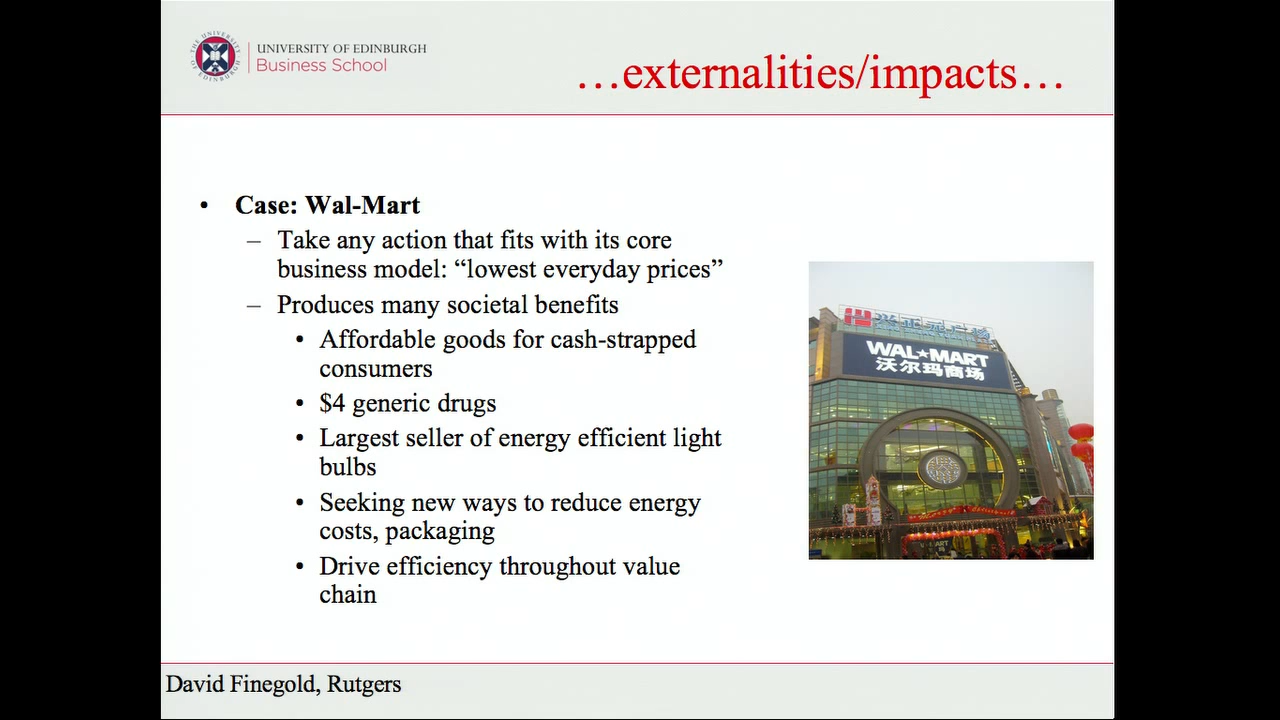 UNIVERSITY OF EDINBURGH
Business School
…externalities/impacts…
• Case: Wal-Mart
– Take any action that fits with its core
business model: “lowest everyday prices”
– Produces many societal benefits
• Affordable goods for cash-strapped
consumers
• $4 generic drugs
• Largest seller of energy efficient light
bulbs
• Seeking new ways to reduce energy
costs, packaging
• Drive efficiency throughout value
chain
WAL★MART
沃尔玛商场
David Finegold, Rutgers